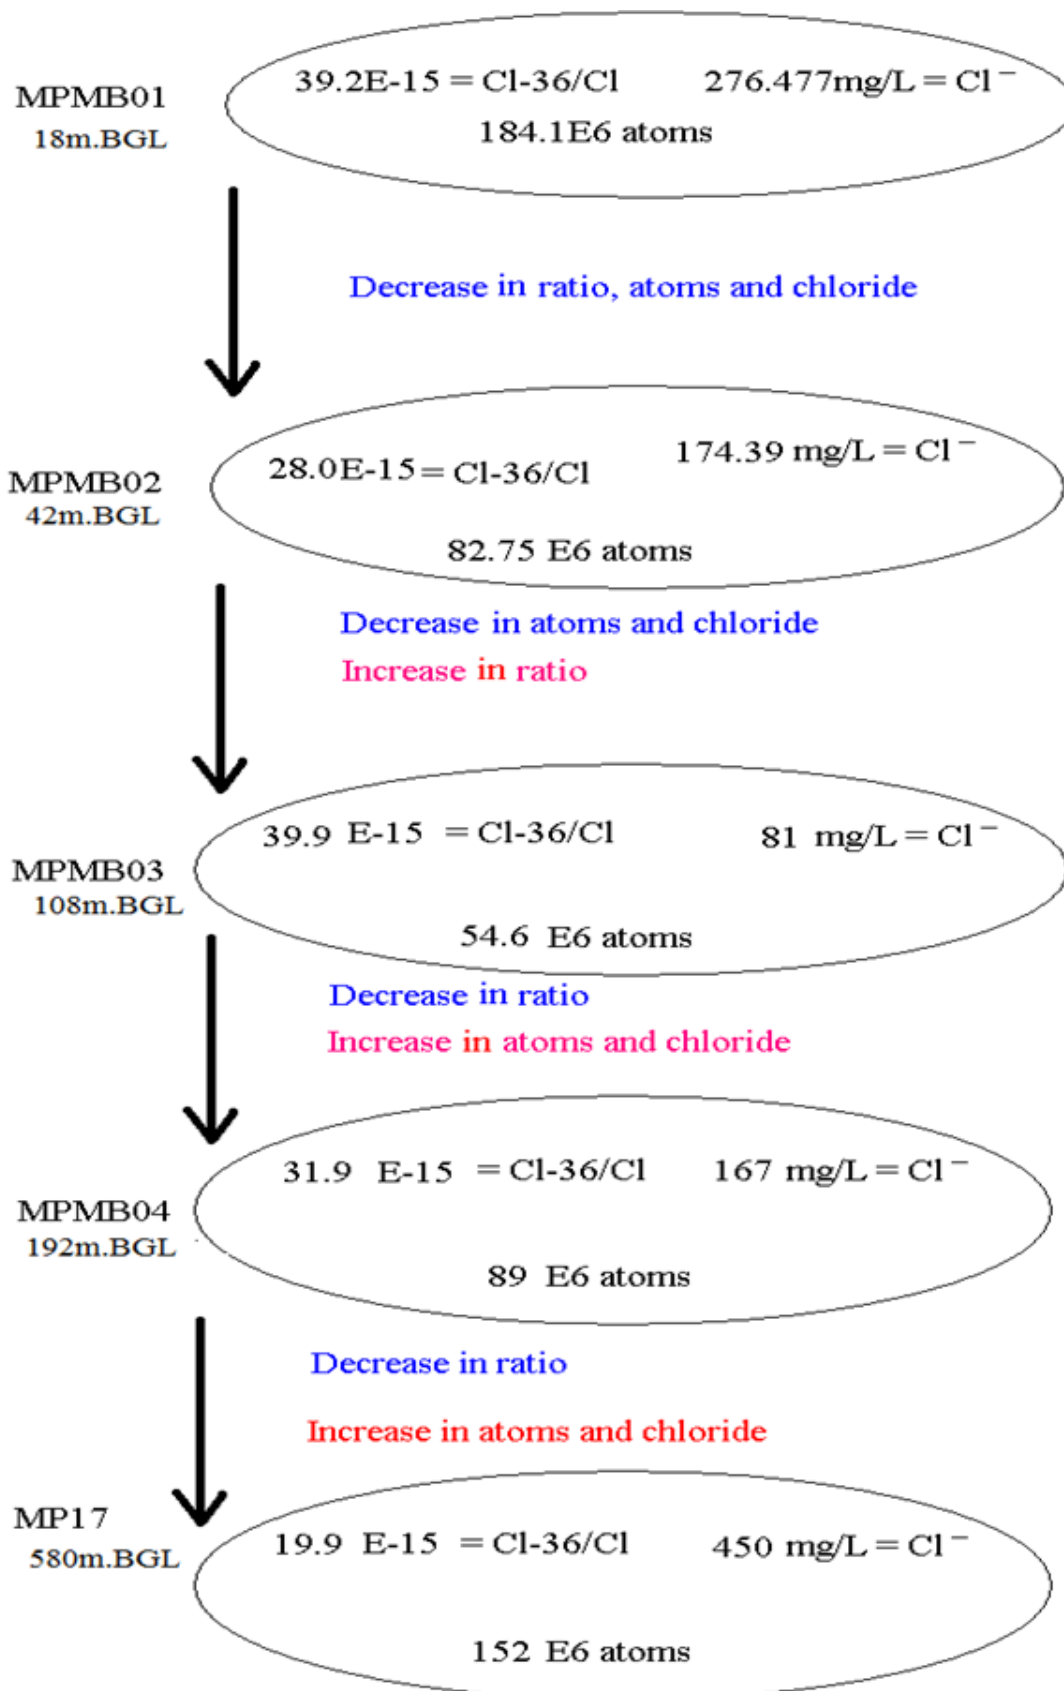 MPMB01
18m.BGL
39.2E-15 = Cl-36/Cl 276.477mg/L = Cl⁻
184.1E6 atoms
Decrease in ratio, atoms and chloride
MPMB02
42m.BGL
28.0E-15 = Cl-36/Cl 174.39 mg/L = Cl⁻
82.75 E6 atoms
Decrease in atoms and chloride
Increase in ratio
MPMB03
108m.BGL
39.9 E-15 = Cl-36/Cl 81 mg/L = Cl⁻
54.6 E6 atoms
Decrease in ratio
Increase in atoms and chloride
MPMB04
192m.BGL
31.9 E-15 = Cl-36/Cl 167 mg/L = Cl⁻
89 E6 atoms
Decrease in ratio
Increase in atoms and chloride
MP17
580m.BGL
19.9 E-15 = Cl-36/Cl 450 mg/L = Cl⁻
152 E6 atoms